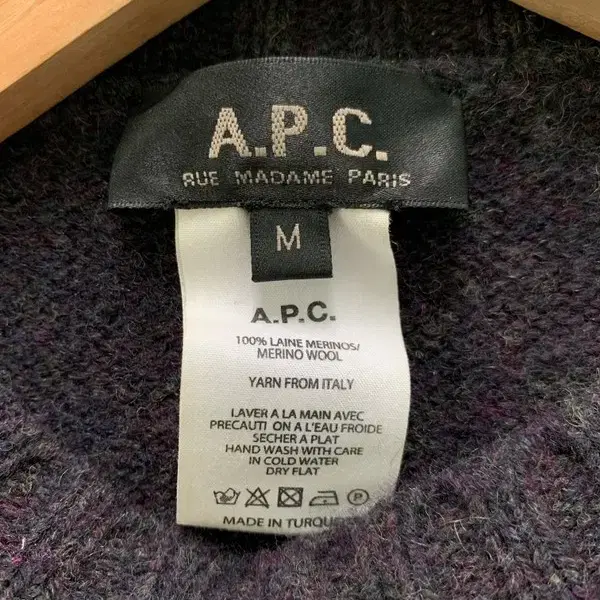 A.P.C.
RUE MADAME PARIS
M
A.P.C.
100% LAINE MERINOS/
MERINO WOOL
YARN FROM ITALY
LAVER A LA MAIN AVEC
PRECAUTI ON A L'EAU FROIDE
SECHER A PLAT
HAND WASH WITH CARE
IN COLD WATER
DRY FLAT
MADE IN